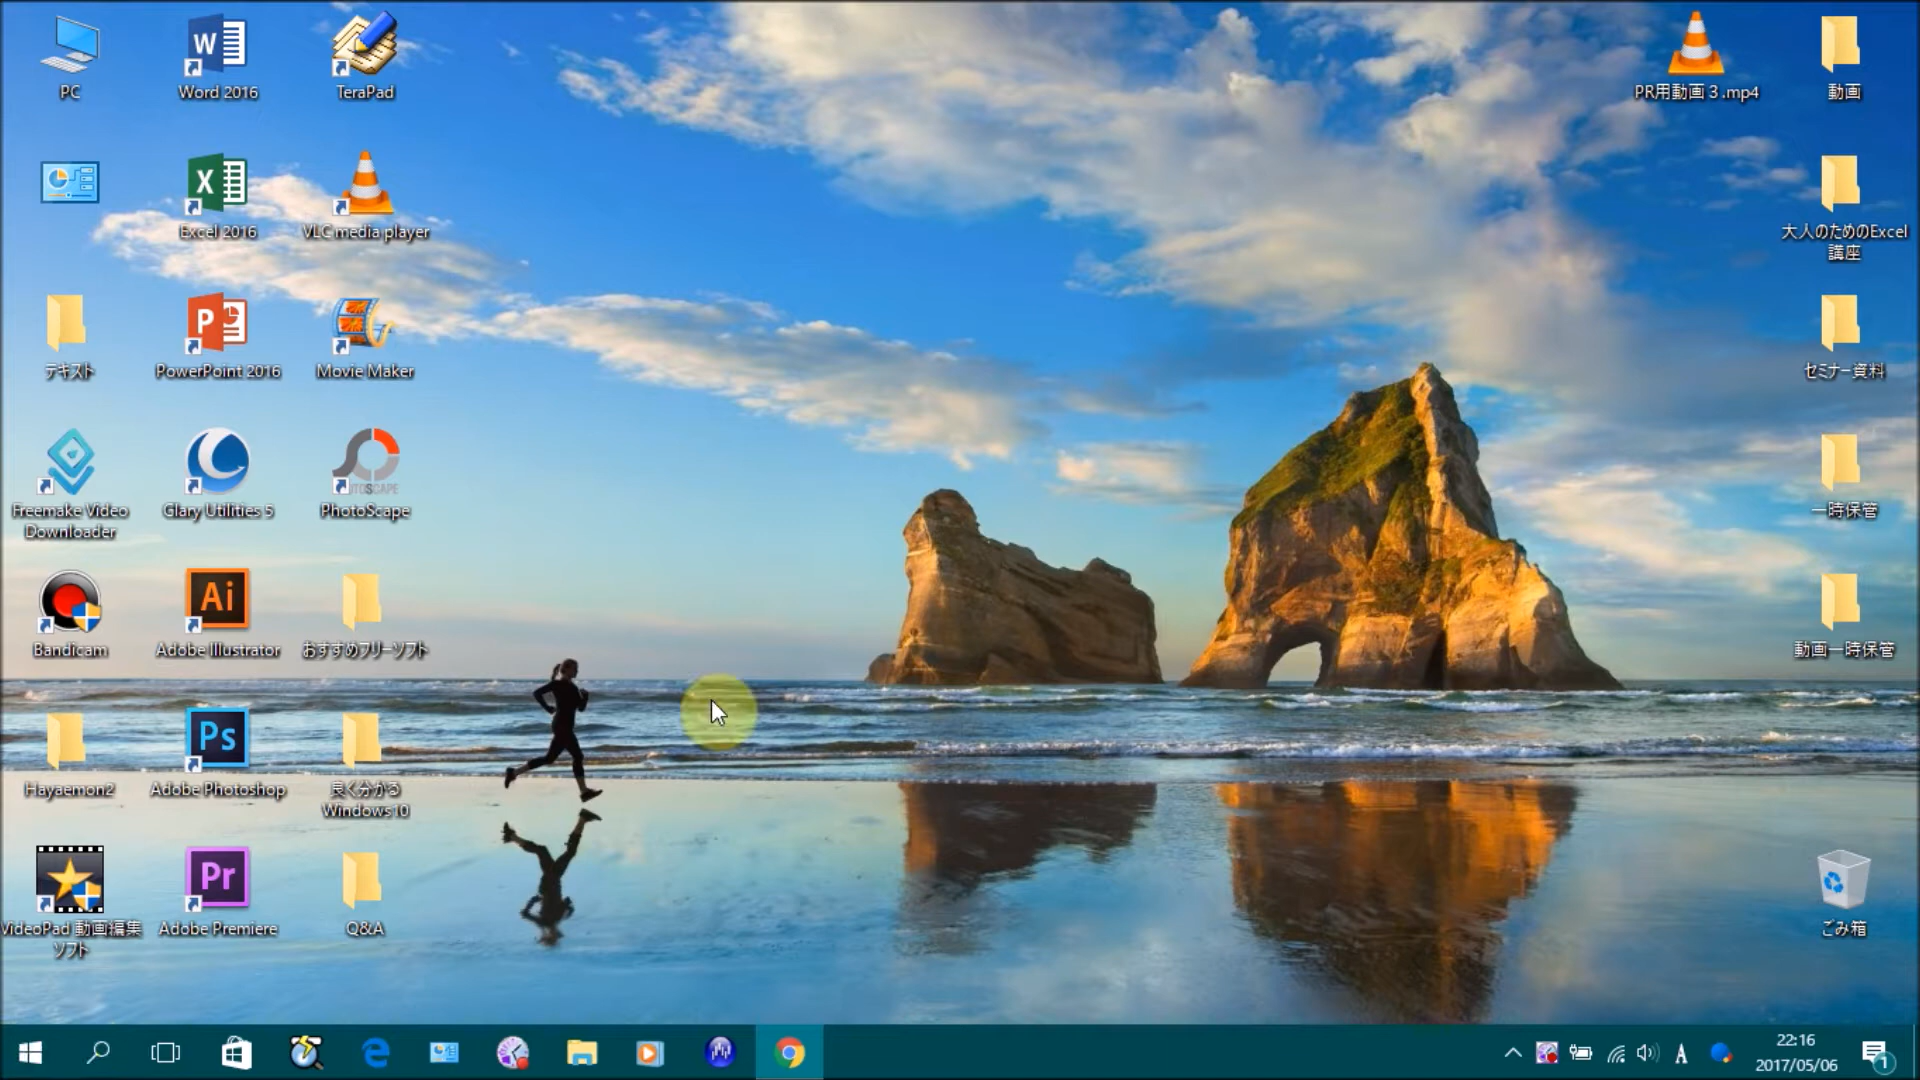 PC
Word 2016
TeraPad
Excel 2016
VLC media player
テキスト
PowerPoint 2016
Movie Maker
Freemake Video
Downloader
Glary Utilities 5
PhotoScape
Bandicam
Adobe Illustrator
おすすめフリーソフト
Hayaemon2
Adobe Photoshop
良く分かる
Windows10
VideoPad 動画編集
ソフト
Adobe Premiere
Q&A
PR用動画３.mp4
動画
大人のためのExcel
講座
セミナー資料
一時保管
動画一時保管
ごみ箱
W
X
P
Ai
Ps
Pr
A
22:16
2017/05/06
1